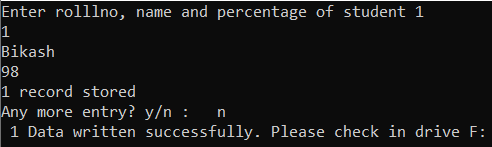 Enter rolllno, name and percentage of student 1
1
Bikash
98
1 record stored
Any more entry? y/n :   n
 1 Data written successfully. Please check in drive F: